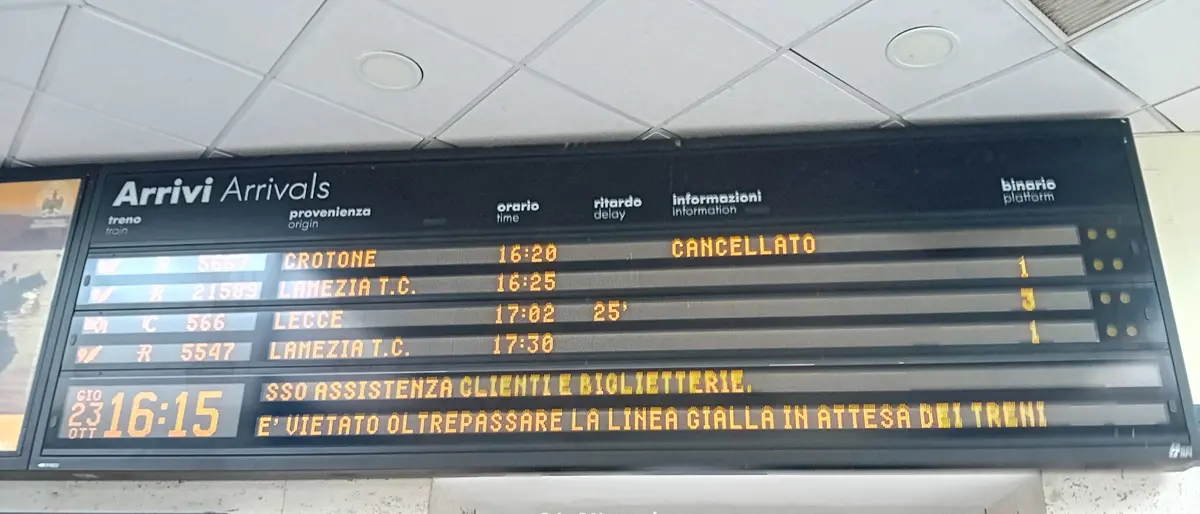 Arrivi Arrivals
treno provenienza orario ritardo informazioni binario
train origin time delay information platform
R CROTONE 16:20 CANCELLATO
R 21589 LAMEZIA T.C. 16:25 1
C 566 LECCE 17:02 25' 3
R 5547 LAMEZIA T.C. 17:30 1
GIO 23 OTT 16:15
SSO ASSISTENZA CLIENTI E BIGLIETTERIE.
E' VIETATO OLTREPASSARE LA LINEA GIALLA IN ATTESA DEI TRENI